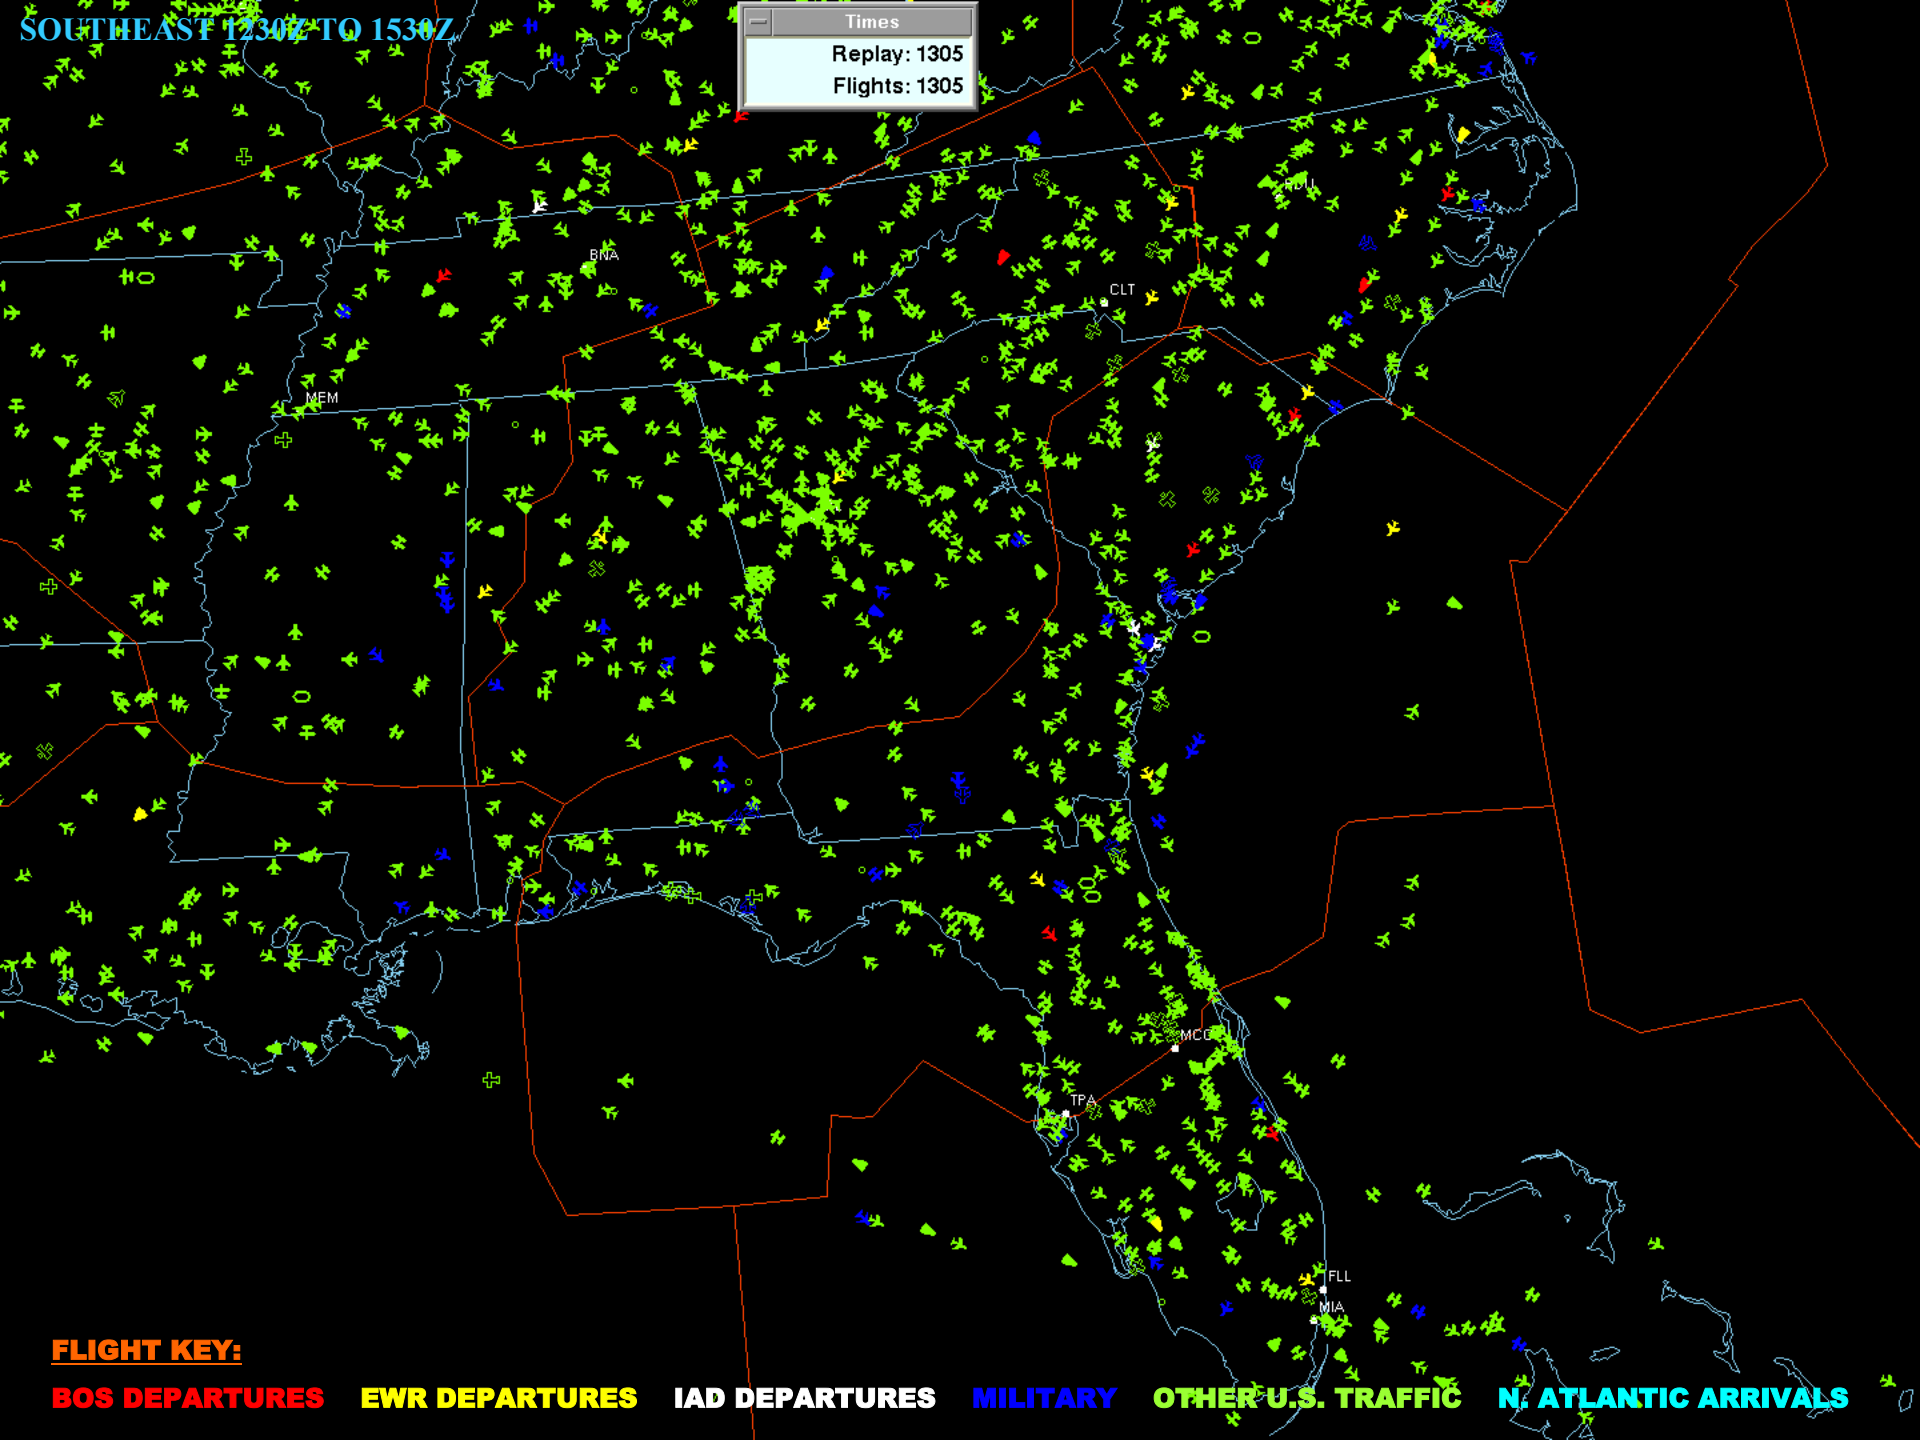 SOUTHEAST 1230Z TO 1530Z
Times
Replay: 1305
Flights: 1305
RDU
BNA
CLT
MEM
MCO
TPA
FLL
MIA
FLIGHT KEY:
BOS DEPARTURES EWR DEPARTURES IAD DEPARTURES MILITARY OTHER U.S. TRAFFIC N. ATLANTIC ARRIVALS